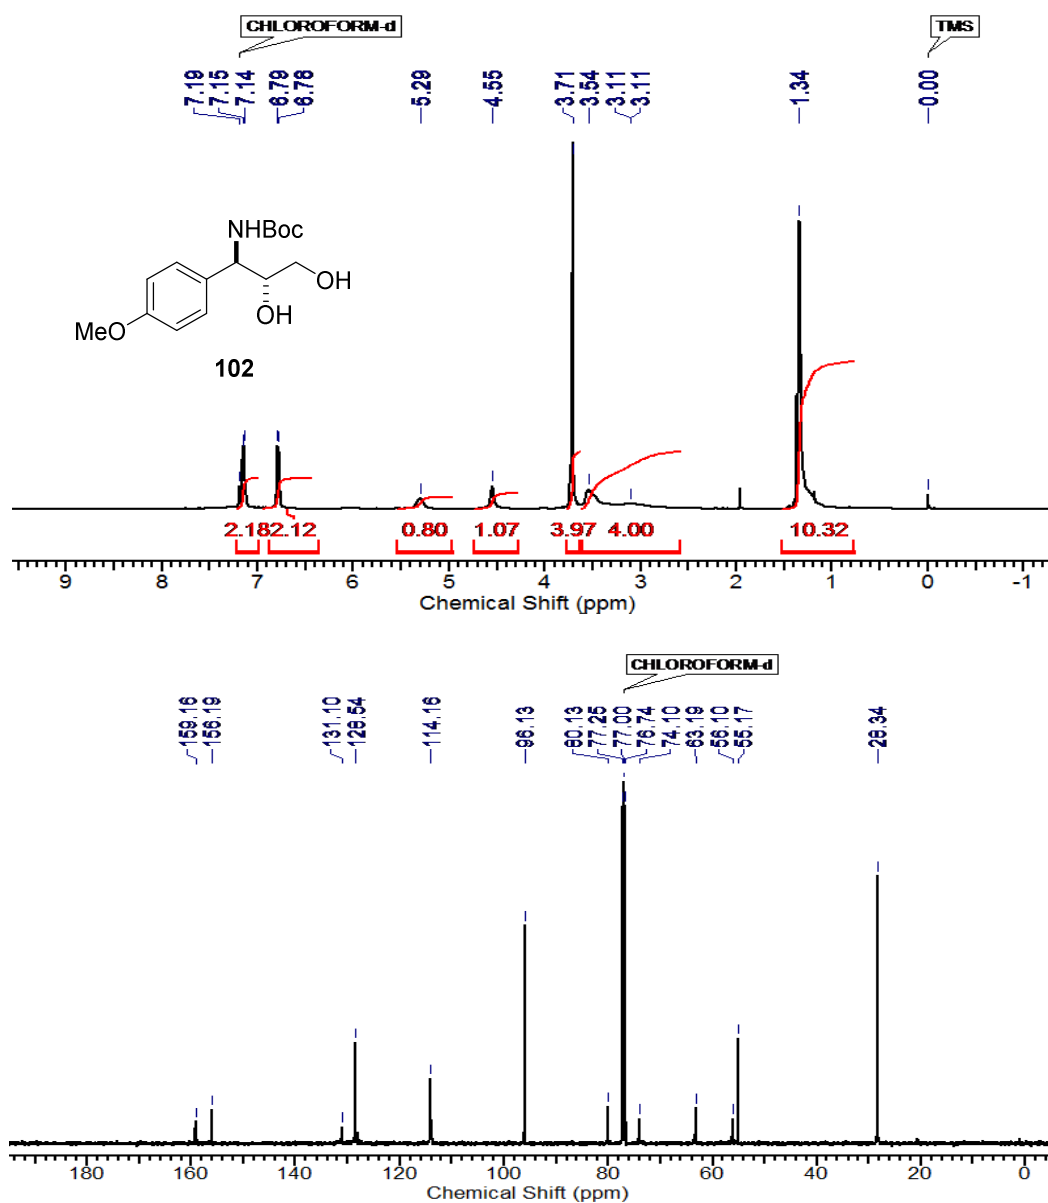 CHLOROFORM-d
TMS
7.19
7.15
7.14
6.79
6.78
5.29
4.55
3.71
3.54
3.11
3.11
1.34
0.00
NHBoc
OH
OH
MeO
102
2.18 2.12 0.80 1.07 3.97 4.00 10.32
9 8 7 6 5 4 3 2 1 0 -1
Chemical Shift (ppm)
CHLOROFORM-d
159.16
156.19
131.10
128.54
114.16
96.13
80.13
77.25
77.00
76.74
74.10
63.19
56.10
55.17
28.34
180 160 140 120 100 80 60 40 20 0
Chemical Shift (ppm)